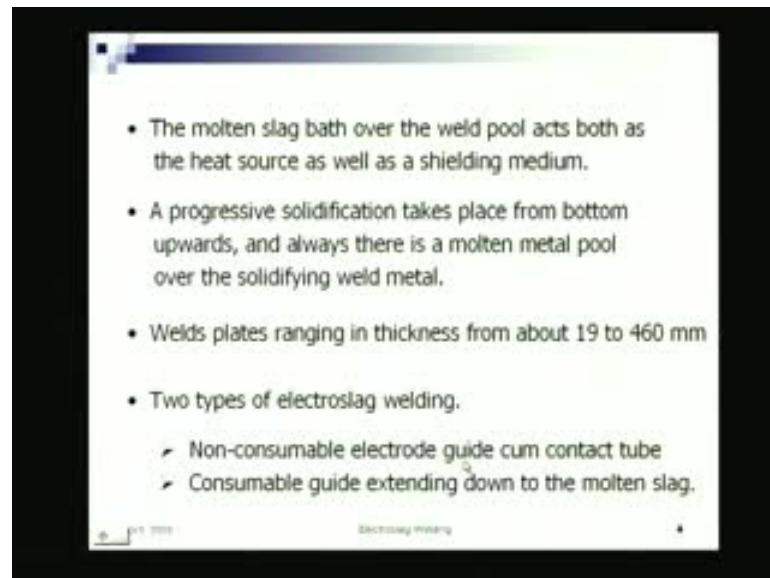 • The molten slag bath over the weld pool acts both as
the heat source as well as a shielding medium.
• A progressive solidification takes place from bottom
upwards, and always there is a molten metal pool
over the solidifying weld metal.
• Welds plates ranging in thickness from about 19 to 460 mm
• Two types of electroslag welding.
➢ Non-consumable electrode guide cum contact tube
➢ Consumable guide extending down to the molten slag.
Electroslag Welding 4